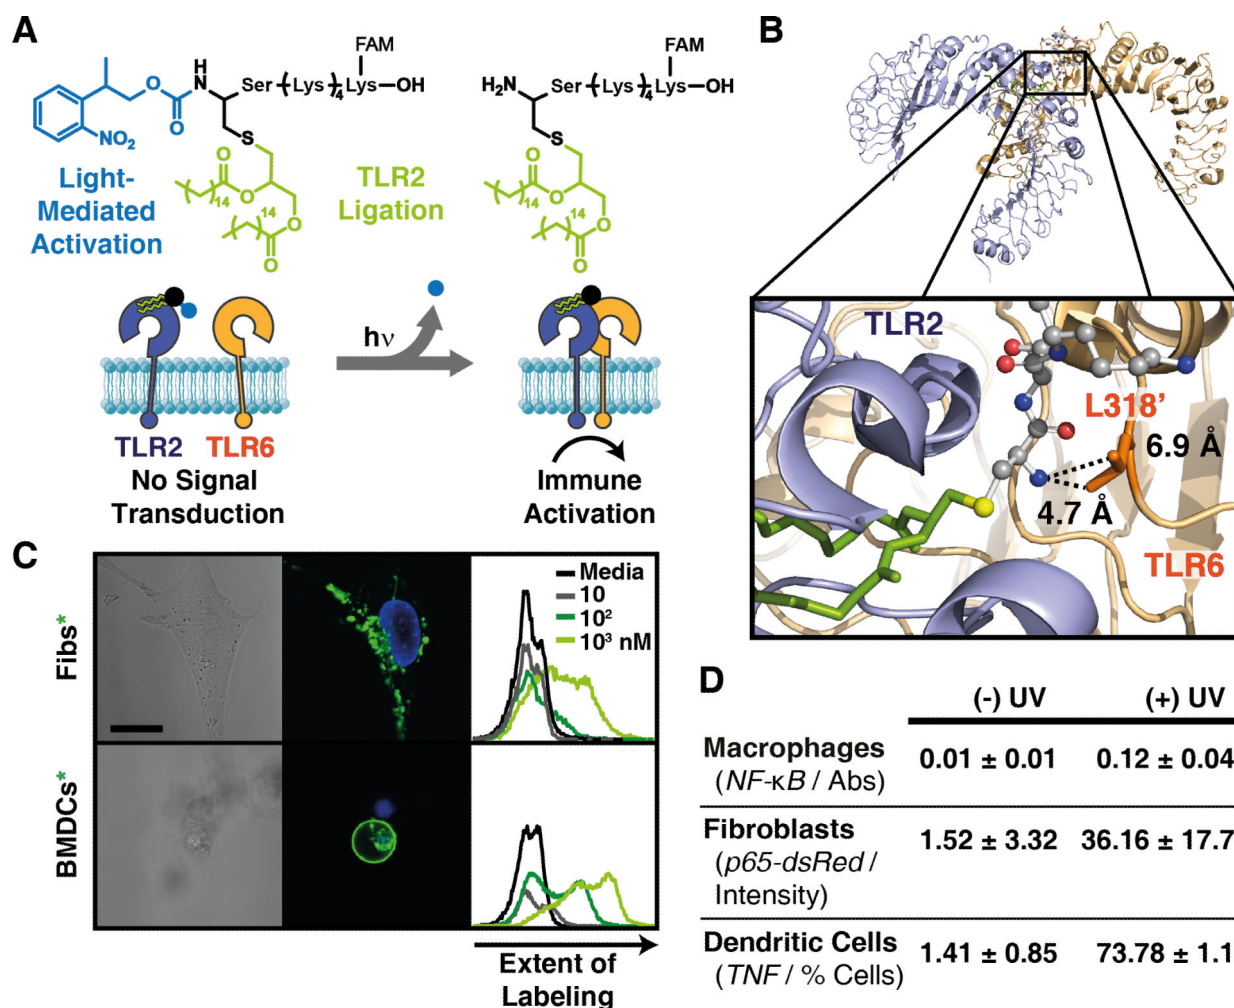 A
FAM
H
N
Ser
(Lys)
4
Lys
OH
O
O
NO2
S
O
14
O
14
O
O
FAM
H2N
Ser
(Lys)
4
Lys
OH
S
O
14
O
14
O
O
Light-
Mediated
Activation
TLR2
Ligation
hν
TLR2
TLR6
No Signal
Transduction
Immune
Activation
B
TLR2
L318’
6.9 Å
4.7 Å
TLR6
C
Fibs*
Media
10
10²
10³ nM
BMDCs*
Extent of
Labeling
D
(-) UV (+) UV
Macrophages
(NF-κB / Abs)
0.01 ± 0.01 0.12 ± 0.04
Fibroblasts
(p65-dsRed /
Intensity)
1.52 ± 3.32 36.16 ± 17.7
Dendritic Cells
(TNF / % Cells)
1.41 ± 0.85 73.78 ± 1.1